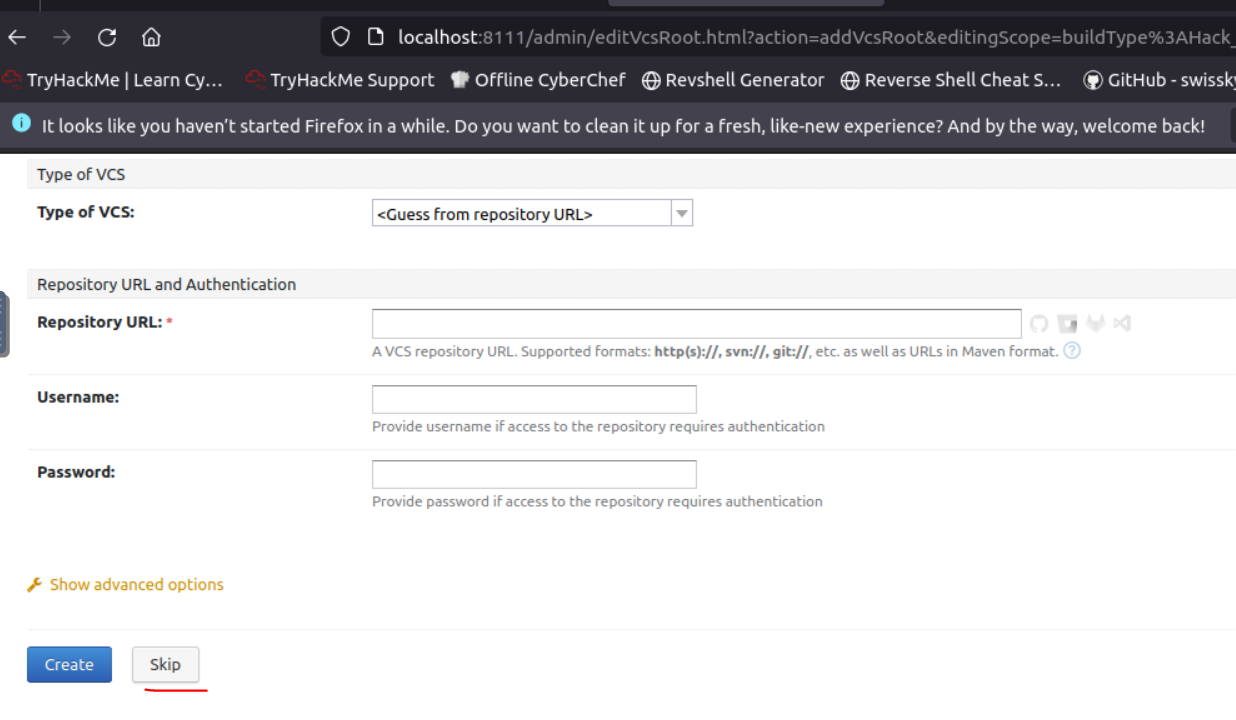 localhost:8111/admin/editVcsRoot.html?action=addVcsRoot&editingScope=buildType%3AHack_
TryHackMe | Learn Cy… TryHackMe Support Offline CyberChef Revshell Generator Reverse Shell Cheat S… GitHub - swissky
It looks like you haven't started Firefox in a while. Do you want to clean it up for a fresh, like-new experience? And by the way, welcome back!
Type of VCS
Type of VCS: <Guess from repository URL>
Repository URL and Authentication
Repository URL: *
A VCS repository URL. Supported formats: http(s)://, svn://, git://, etc. as well as URLs in Maven format. ?
Username:
Provide username if access to the repository requires authentication
Password:
Provide password if access to the repository requires authentication
Show advanced options
Create Skip